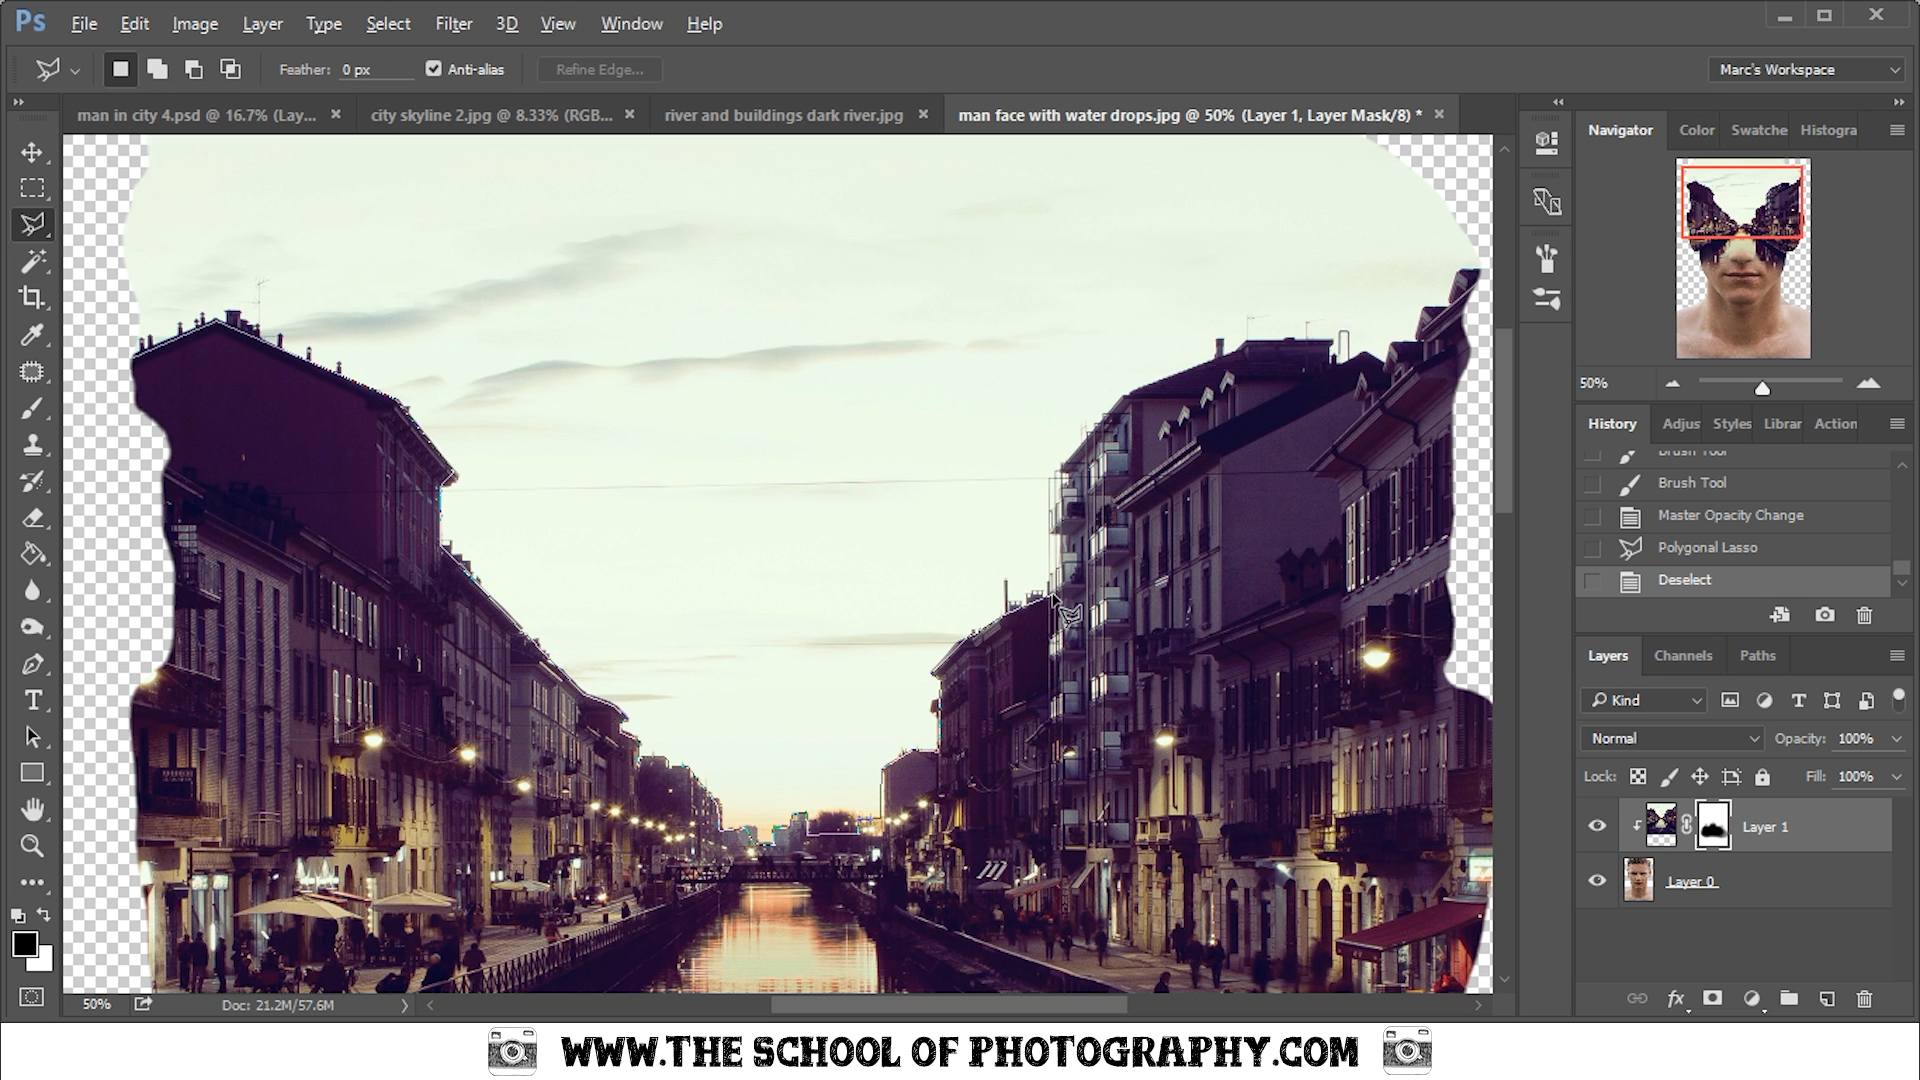 Ps File Edit Image Layer Type Select Filter 3D View Window Help
Feather: 0 px Anti-alias Refine Edge... Marc's Workspace
man in city 4.psd @ 16.7% (Lay... city skyline 2.jpg @ 8.33% (RGB... river and buildings dark river.jpg man face with water drops.jpg @ 50% (Layer 1, Layer Mask/8) *
Navigator Color Swatche Histogra
50%
History Adjus Styles Librar Action
Brush Tool
Brush Tool
Master Opacity Change
Polygonal Lasso
Deselect
Layers Channels Paths
Kind
Normal Opacity: 100%
Lock: Fill: 100%
Layer 1
Layer 0
50% Doc: 21.2M/57.6M
WWW.THE SCHOOL OF PHOTOGRAPHY.COM